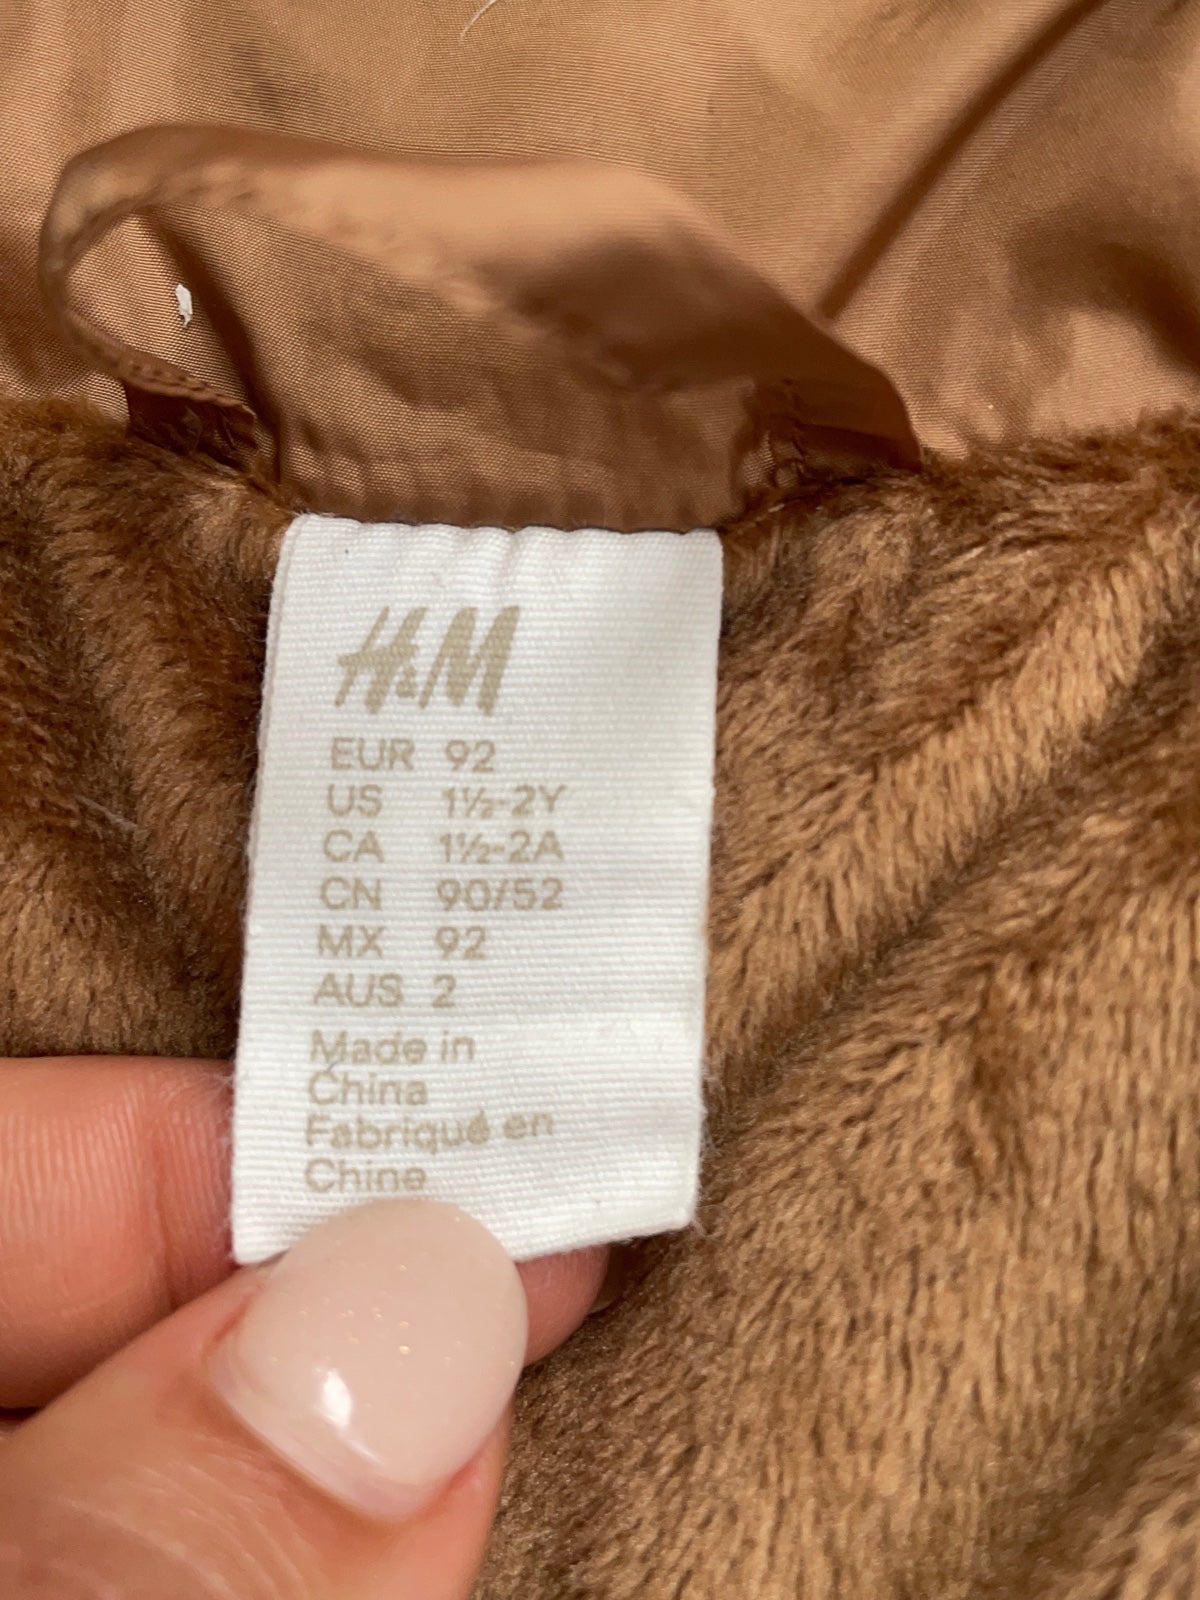 H&M
EUR 92
US 1½-2Y
CA 1½-2A
CN 90/52
MX 92
AUS 2
Made in
China
Fabriqué en
Chine